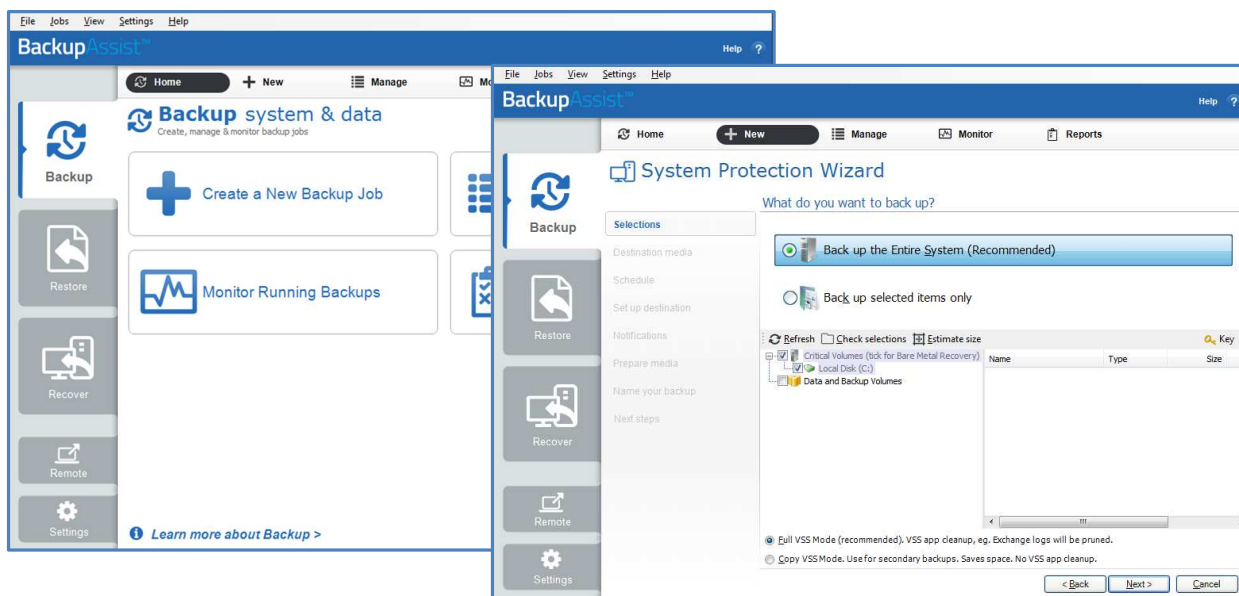 File Jobs View Settings Help
BackupAssist™
Help ?
Home New Manage
Backup system & data
Create, manage & monitor backup jobs
Create a New Backup Job
Monitor Running Backups
Learn more about Backup >
Backup
Restore
Recover
Remote
Settings
File Jobs View Settings Help
BackupAssist™
Help ?
Home New Manage Monitor Reports
System Protection Wizard
What do you want to back up?
Backup
Restore
Recover
Remote
Settings
Selections
Destination media
Schedule
Set up destination
Notifications
Prepare media
Name your backup
Next steps
Back up the Entire System (Recommended)
Back up selected items only
Refresh Check selections Estimate size Key
Critical Volumes (tick for Bare Metal Recovery)
Local Disk (C:)
Data and Backup Volumes
Name Type Size
Full VSS Mode (recommended). VSS app cleanup, eg. Exchange logs will be pruned.
Copy VSS Mode. Use for secondary backups. Saves space. No VSS app cleanup.
< Back Next > Cancel